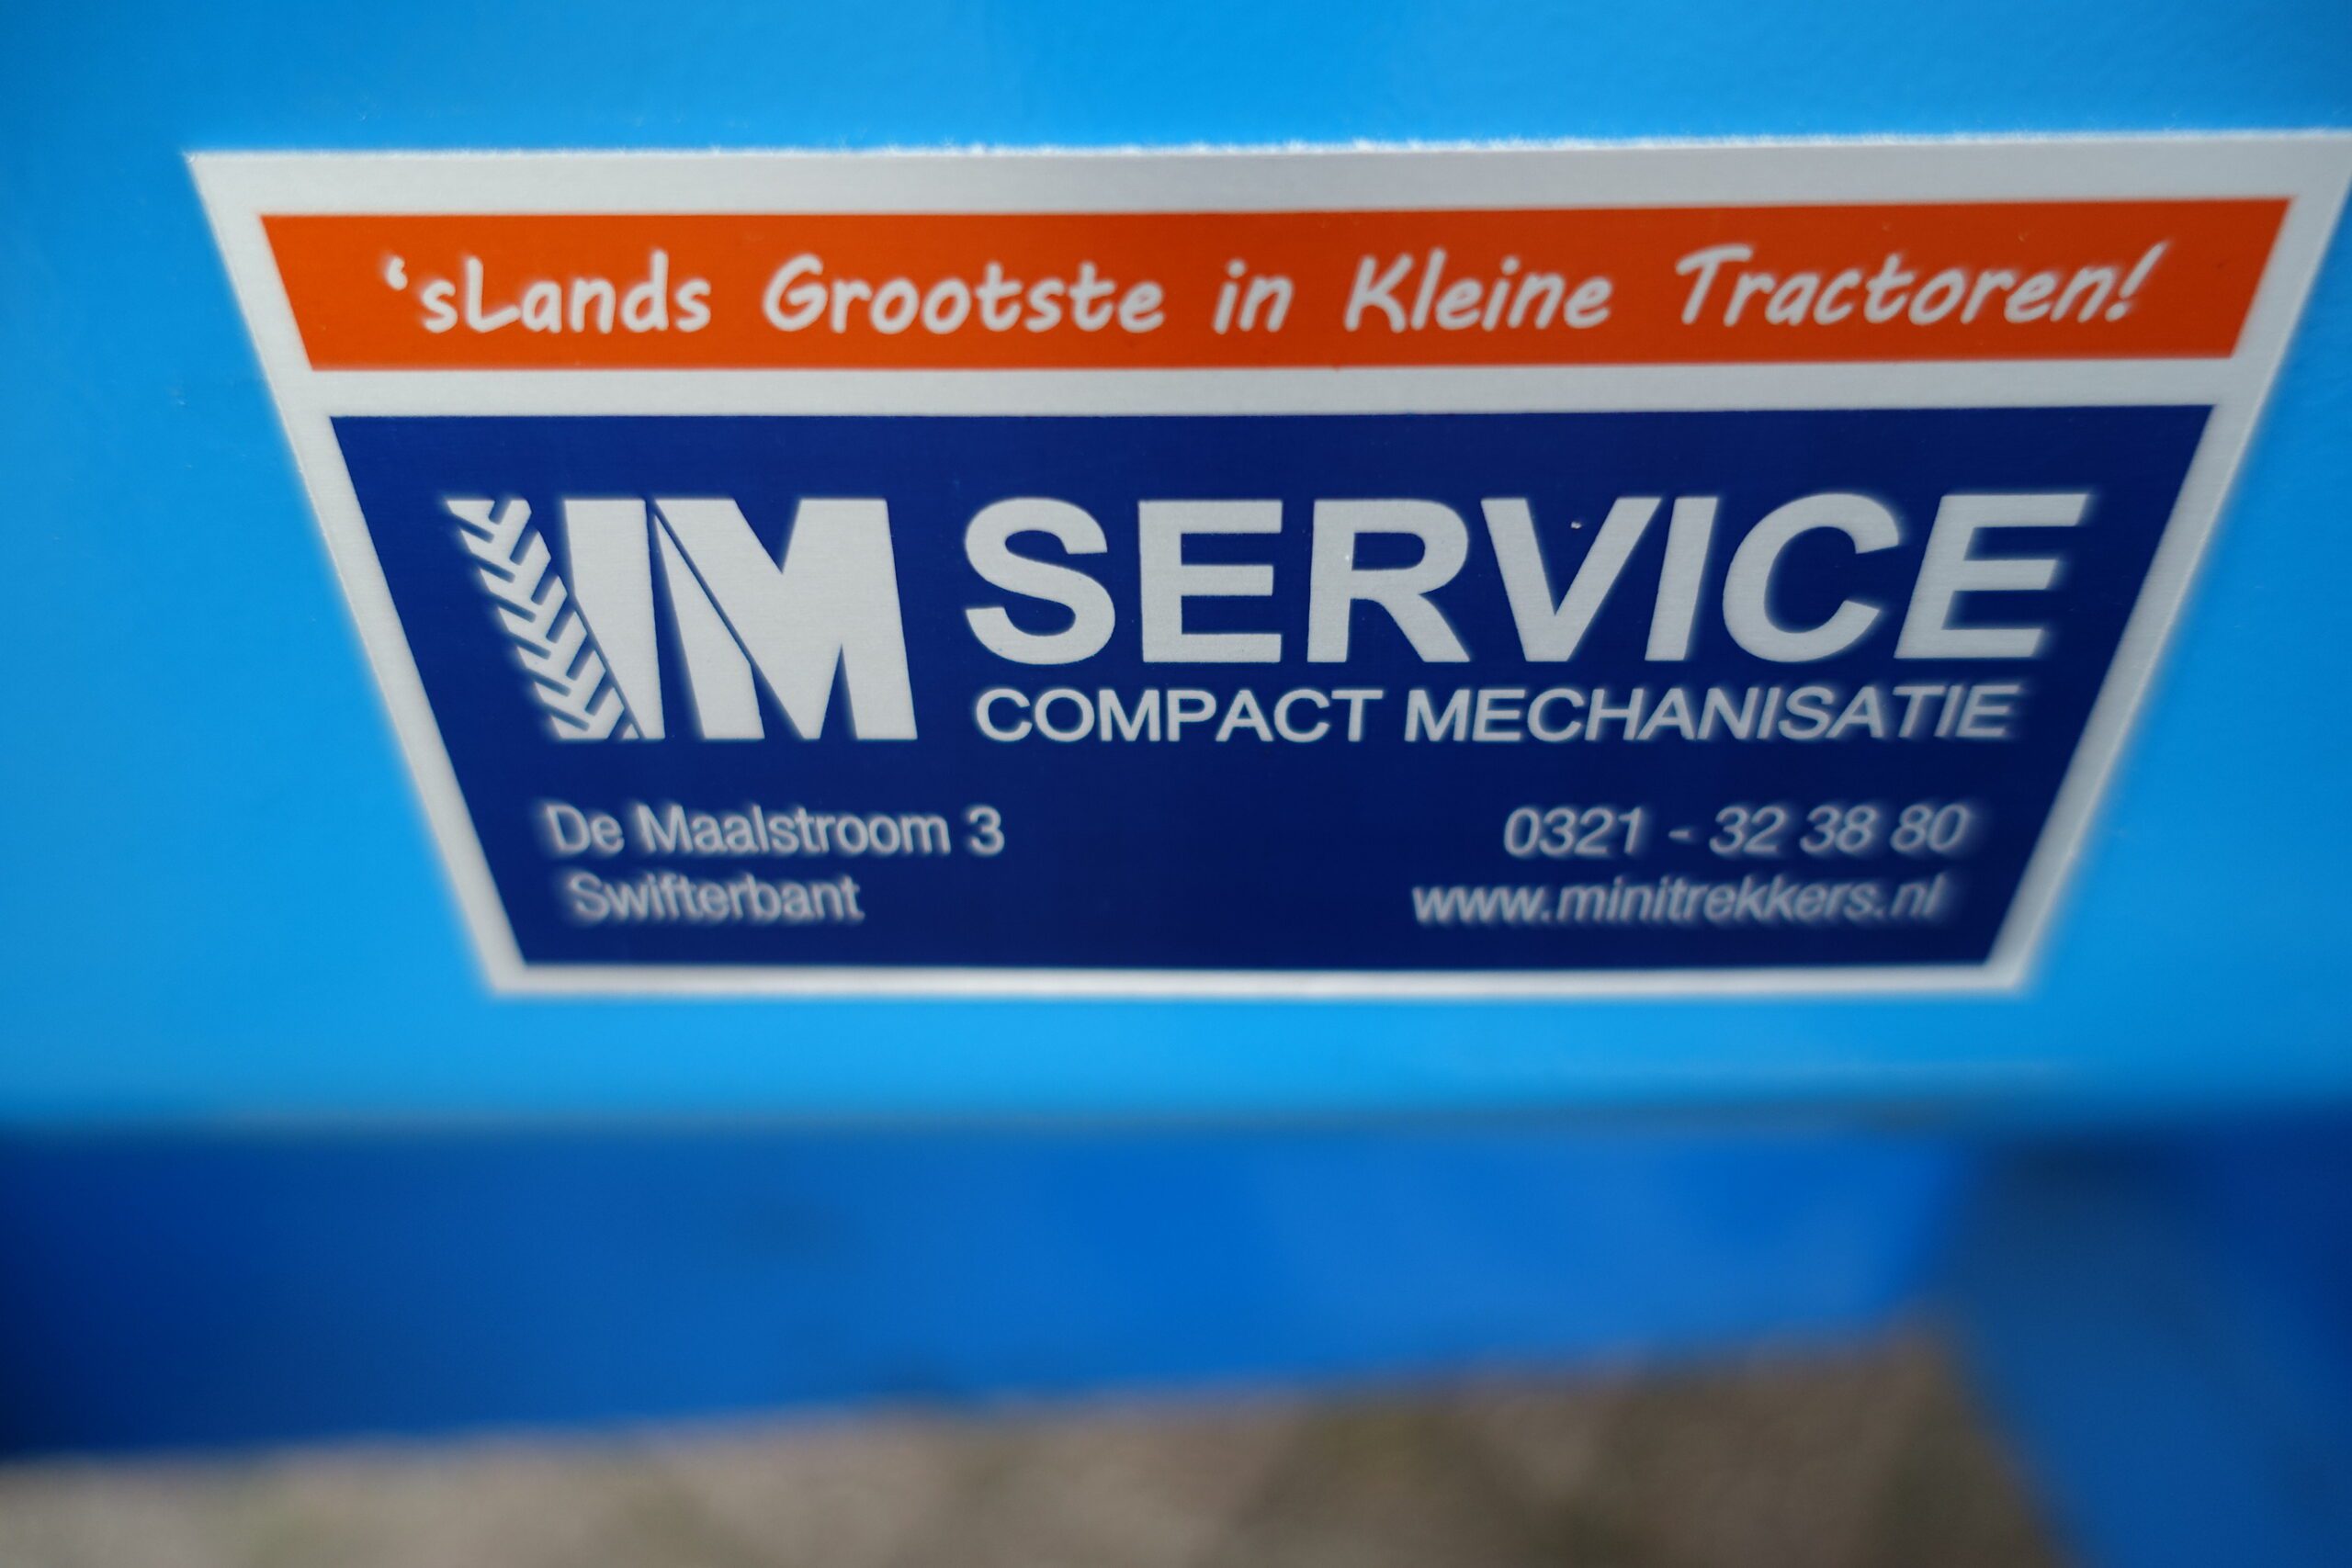 ‘sLands Grootste in Kleine Tractoren!
IM SERVICE
COMPACT MECHANISATIE
De Maalstroom 3
Swifterbant
0321 - 32 38 80
www.minitrekkers.nl